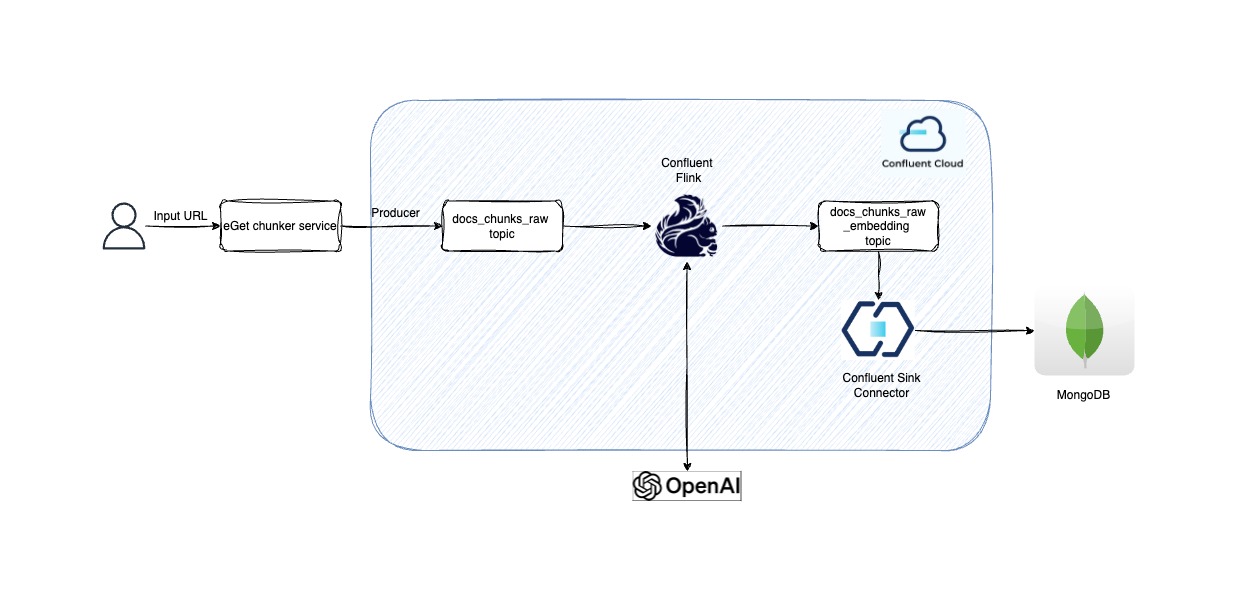 Confluent Cloud
Confluent
Flink
Input URL
eGet chunker service
Producer
docs_chunks_raw
topic
docs_chunks_raw
_embedding
topic
Confluent Sink
Connector
MongoDB
OpenAI